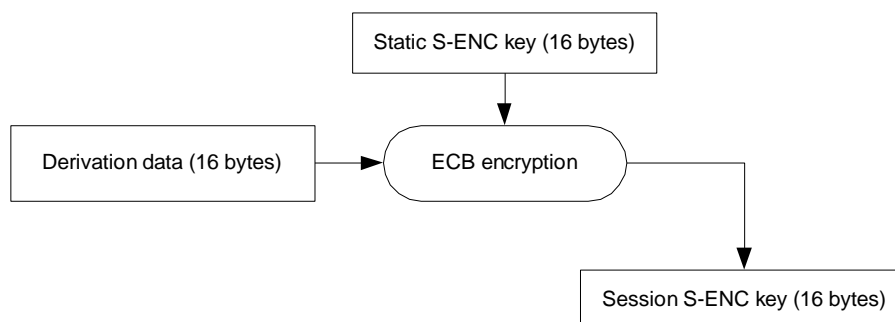 Static S-ENC key (16 bytes)
Derivation data (16 bytes)
ECB encryption
Session S-ENC key (16 bytes)